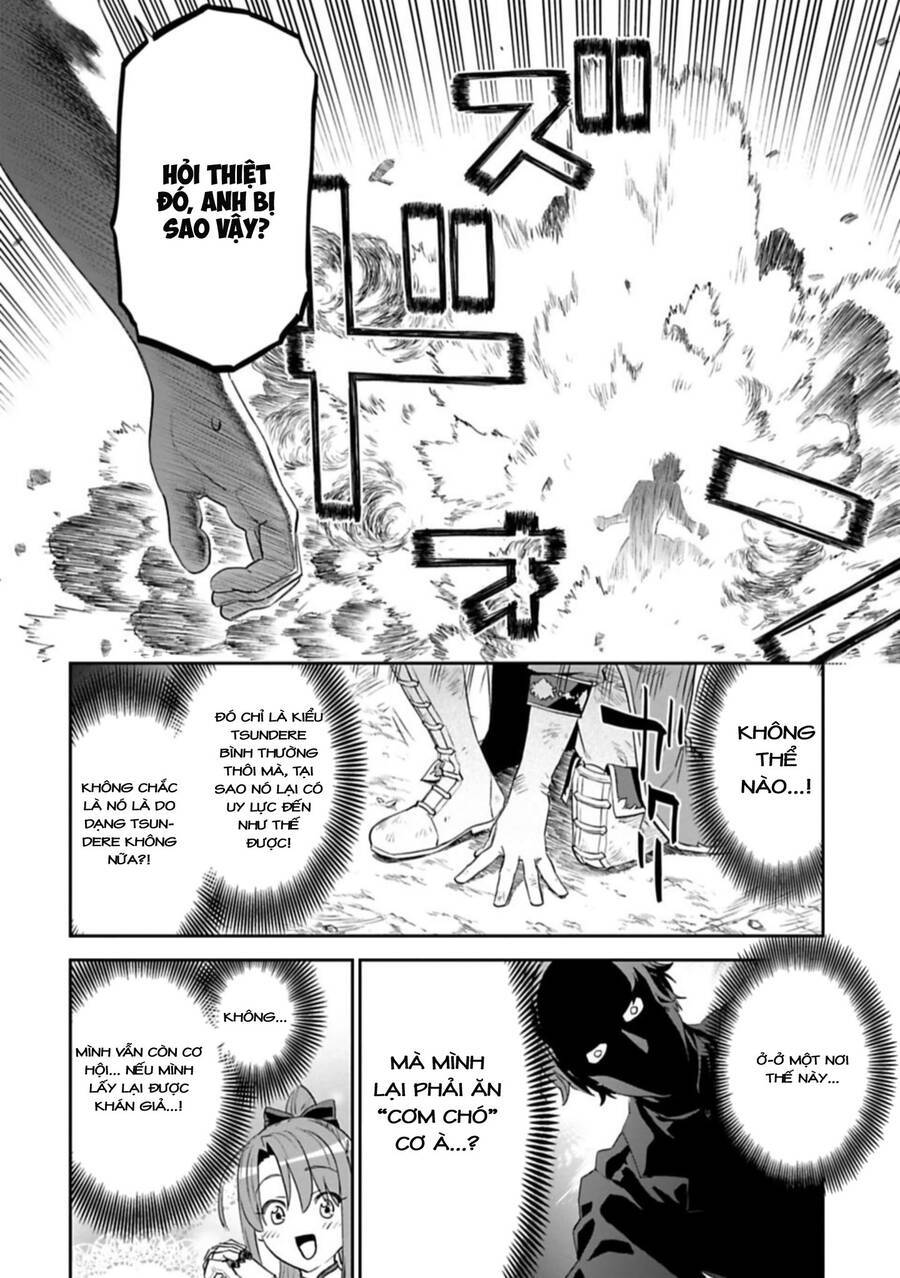 HỎI THIỆT
ĐÓ, ANH BỊ
SAO VẬY?
ズ
ド
オ
KHÔNG
THỂ
NÀO...!
ĐÓ CHỈ LÀ KIỂU
TSUNDERE
BÌNH THƯỜNG
THÔI MÀ, TẠI
SAO NÓ LẠI CÓ
UY LỰC ĐẾN
NHƯ THẾ
ĐƯỢC!
KHÔNG CHẮC
LÀ NÓ LÀ DO
DẠNG TSUN-
DERE KHÔNG
NỮA?!
Ở-Ở MỘT NƠI
THẾ NÀY...
MÀ MÌNH
LẠI PHẢI ĂN
“CƠM CHÓ”
CƠ À...?
KHÔNG...
MÌNH VẪN CÒN CƠ
HỘI... NẾU MÌNH
LẤY LẠI ĐƯỢC
KHÁN GIẢ...!